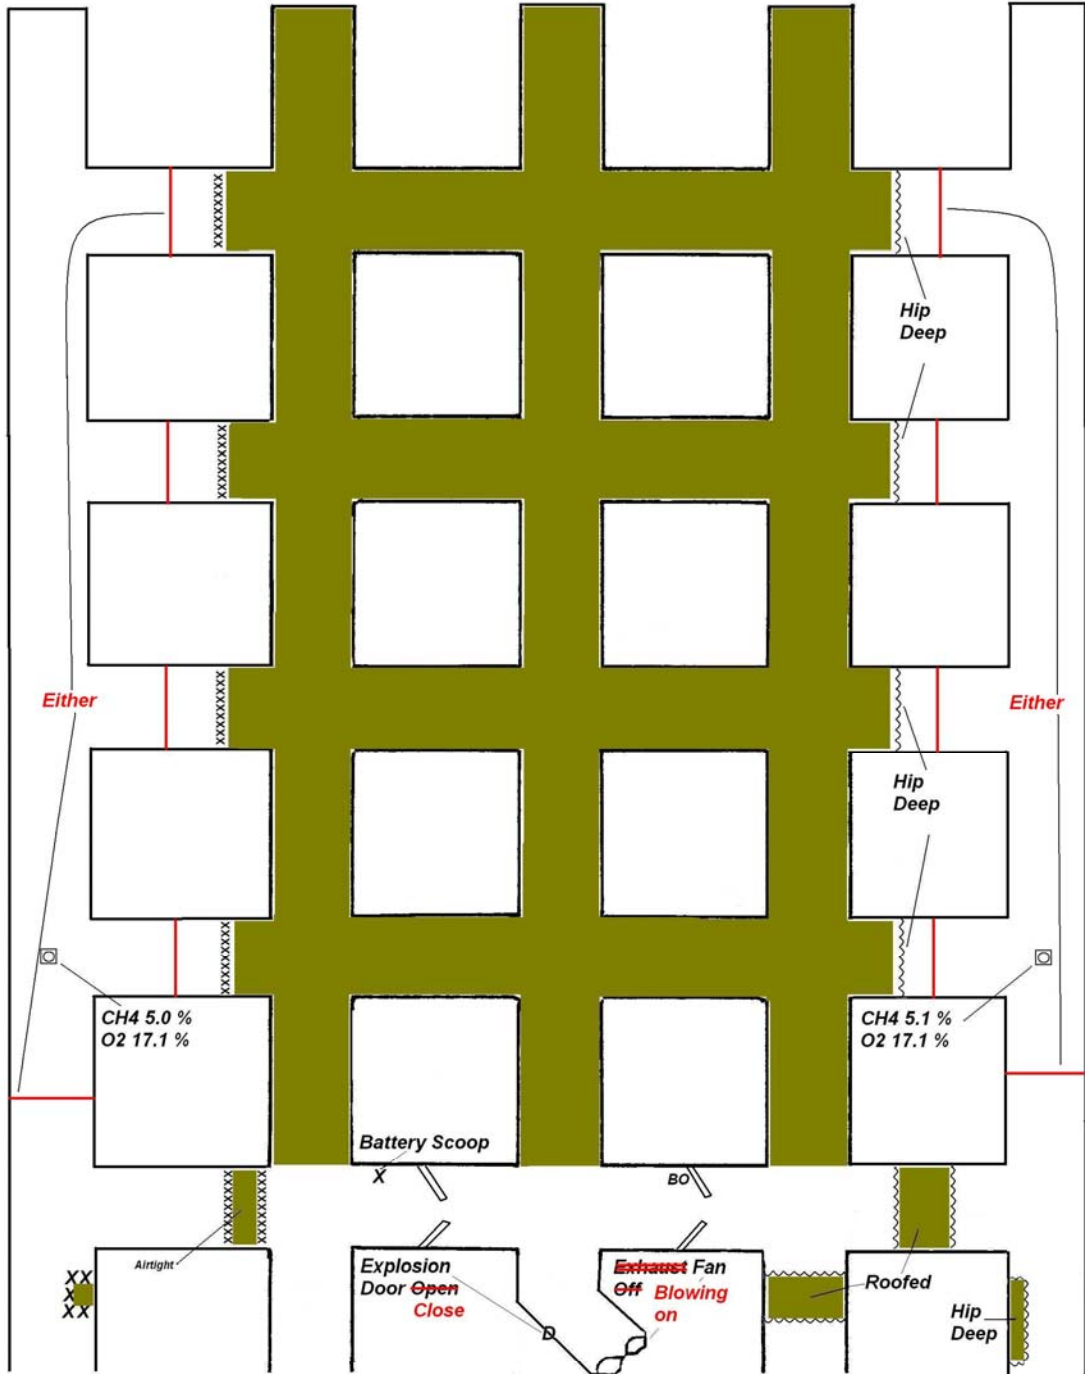 Hip
Deep
Either
Either
Hip
Deep
CH4 5.0 %
O2 17.1 %
CH4 5.1 %
O2 17.1 %
Battery Scoop
X
BO
Airtight
Explosion
Door Open
Close
D
Exhaust Fan
Off Blowing
on
Roofed
Hip
Deep
XX
X
XX